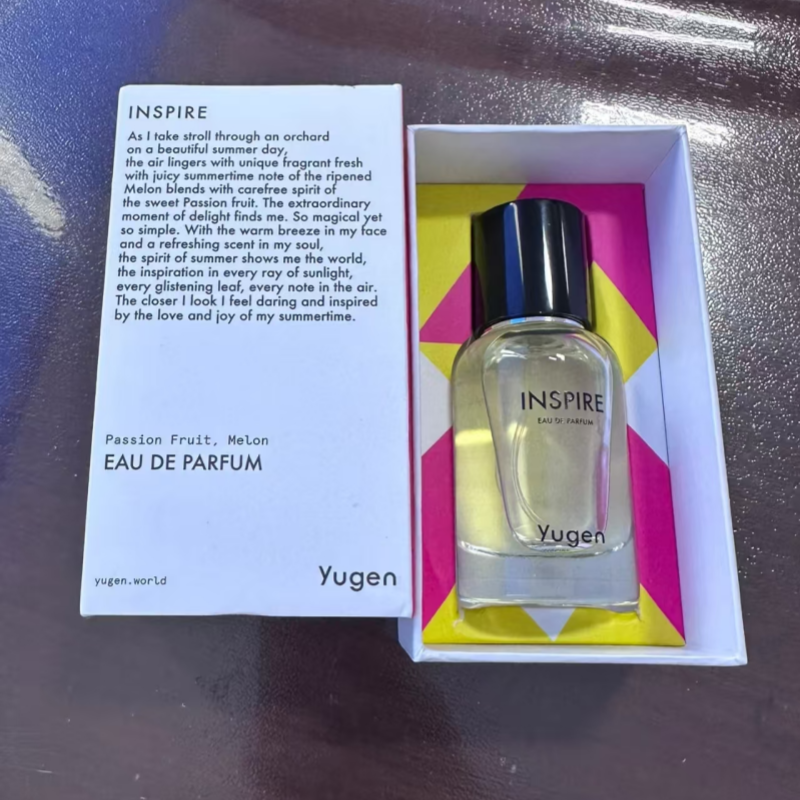 INSPIRE
As I take stroll through an orchard
on a beautiful summer day,
the air lingers with unique fragrant fresh
with juicy summertime note of the ripened
Melon blends with carefree spirit of
the sweet Passion fruit. The extraordinary
moment of delight finds me. So magical yet
so simple. With the warm breeze in my face
and a refreshing scent in my soul,
the spirit of summer shows me the world,
the inspiration in every ray of sunlight,
every glistening leaf, every note in the air.
The closer I look I feel daring and inspired
by the love and joy of my summertime.
Passion Fruit, Melon
EAU DE PARFUM
yugen.world
Yugen
INSPIRE
EAU DE PARFUM
Yugen